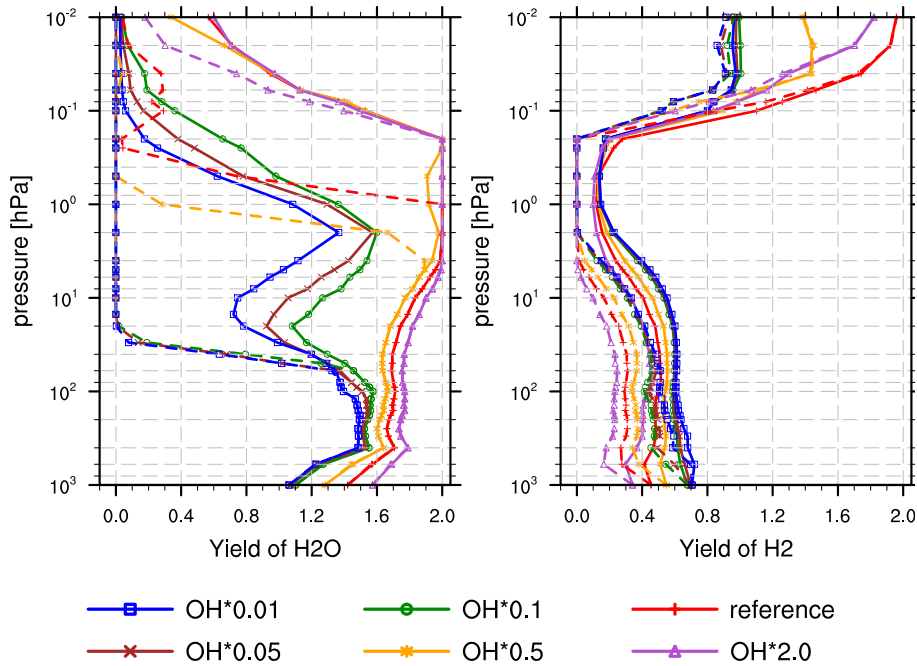 10-2 10-2
10-1 10-1
pressure [hPa] 100 pressure [hPa] 100
101 101
102 102
103 103
0.0 0.4 0.8 1.2 1.6 2.0 0.0 0.4 0.8 1.2 1.6 2.0
Yield of H2O Yield of H2
OH*0.01 OH*0.1 reference
OH*0.05 OH*0.5 OH*2.0